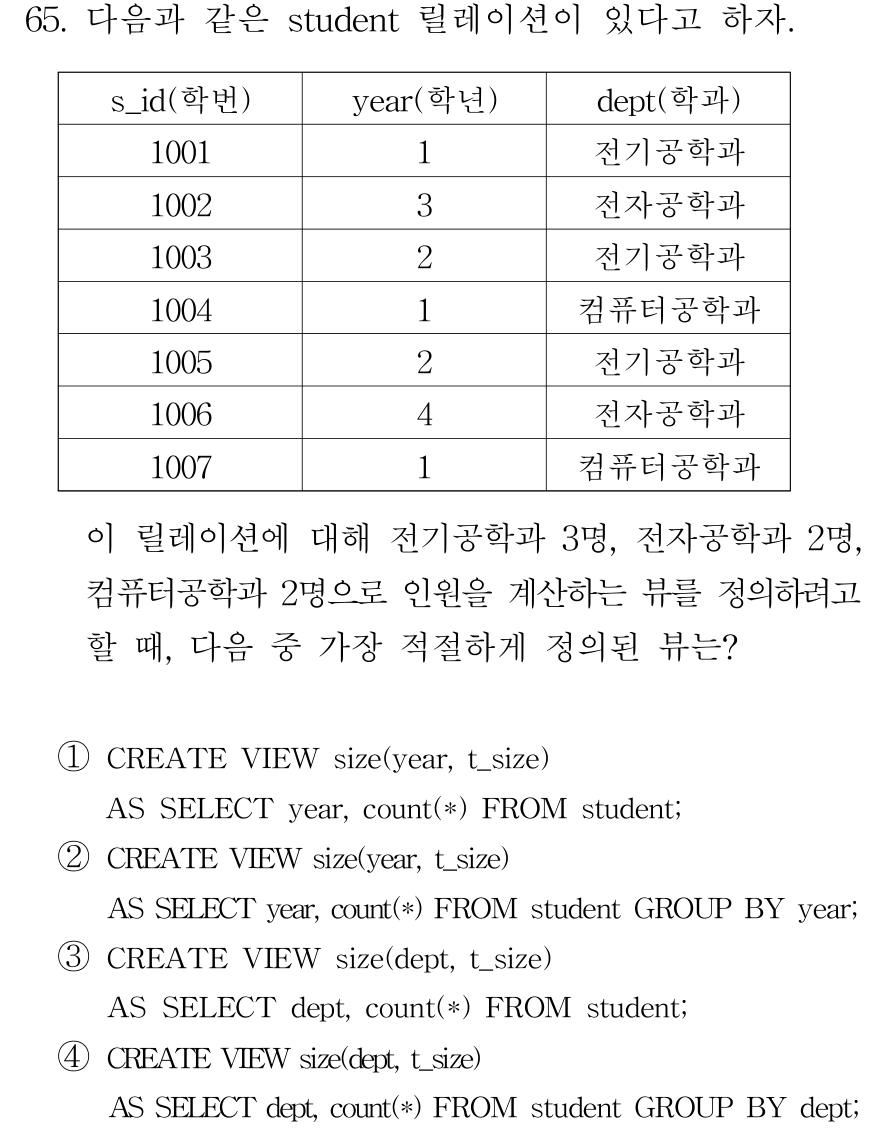 65. 다음과 같은 student 릴레이션이 있다고 하자.
s_id(학번) year(학년) dept(학과)
1001 1 전기공학과
1002 3 전자공학과
1003 2 전기공학과
1004 1 컴퓨터공학과
1005 2 전기공학과
1006 4 전자공학과
1007 1 컴퓨터공학과
이 릴레이션에 대해 전기공학과 3명, 전자공학과 2명,
컴퓨터공학과 2명으로 인원을 계산하는 뷰를 정의하려고
할 때, 다음 중 가장 적절하게 정의된 뷰는?
① CREATE VIEW size(year, t_size)
AS SELECT year, count(*) FROM student;
② CREATE VIEW size(year, t_size)
AS SELECT year, count(*) FROM student GROUP BY year;
③ CREATE VIEW size(dept, t_size)
AS SELECT dept, count(*) FROM student;
④ CREATE VIEW size(dept, t_size)
AS SELECT dept, count(*) FROM student GROUP BY dept;